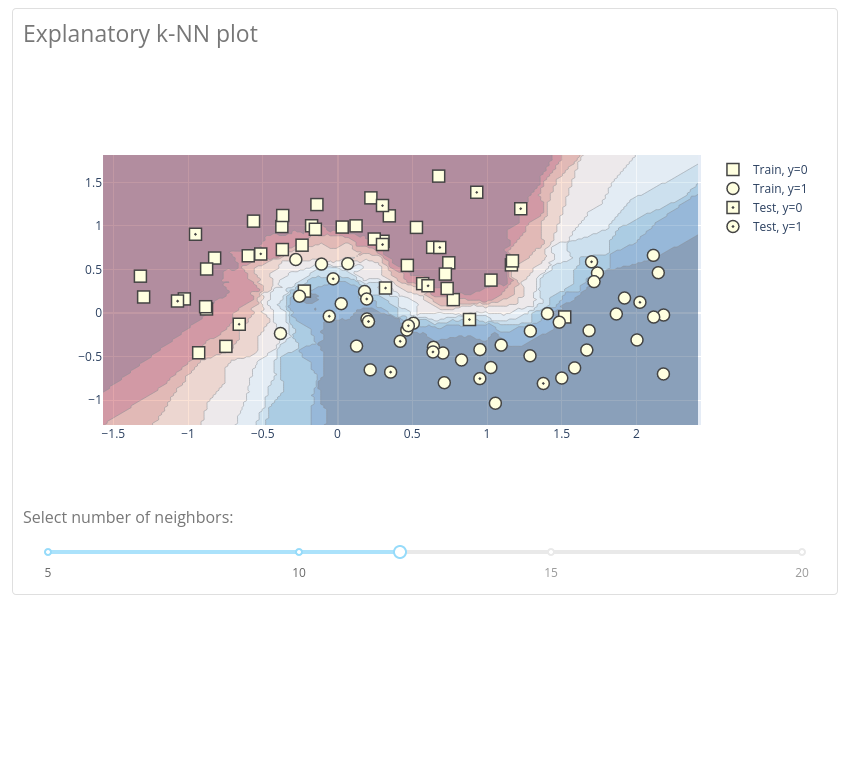 Explanatory k-NN plot
1.5
1
0.5
0
−0.5
−1
−1.5 −1 −0.5 0 0.5 1 1.5 2
Train, y=0
Train, y=1
Test, y=0
Test, y=1
Select number of neighbors:
5 10 15 20